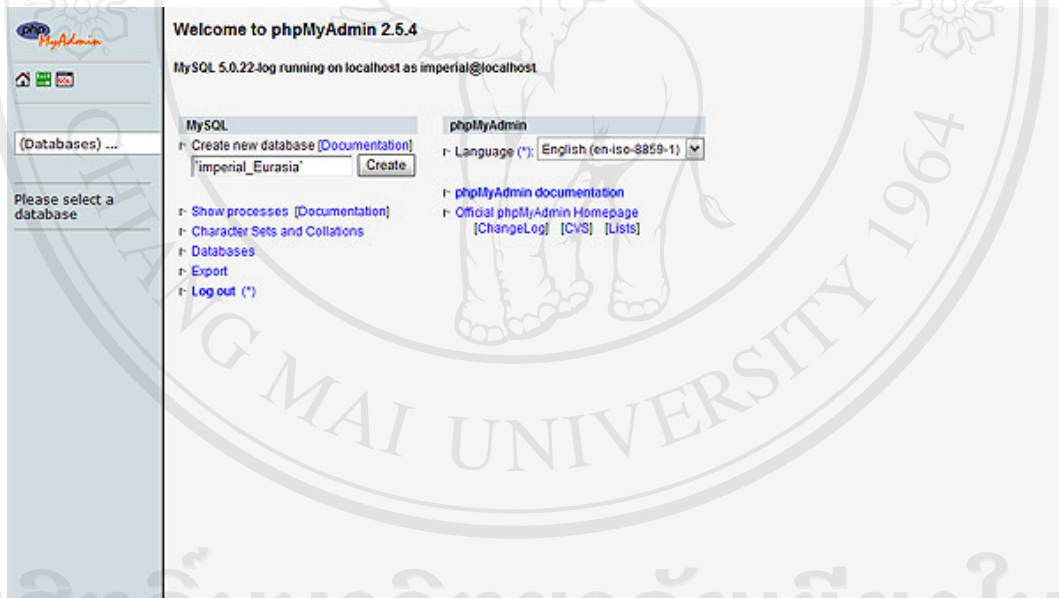 php
MyAdmin
(Databases) ...
Please select a
database
Welcome to phpMyAdmin 2.5.4
MySQL 5.0.22-log running on localhost as imperial@localhost
MySQL
Create new database [Documentation]
`imperial_Eurasia` Create
Show processes [Documentation]
Character Sets and Collations
Databases
Export
Log out (*)
phpMyAdmin
Language (*): English (en-iso-8859-1)
phpMyAdmin documentation
Official phpMyAdmin Homepage
[ChangeLog] [CVS] [Lists]
CHIANG MAI UNIVERSITY 1964